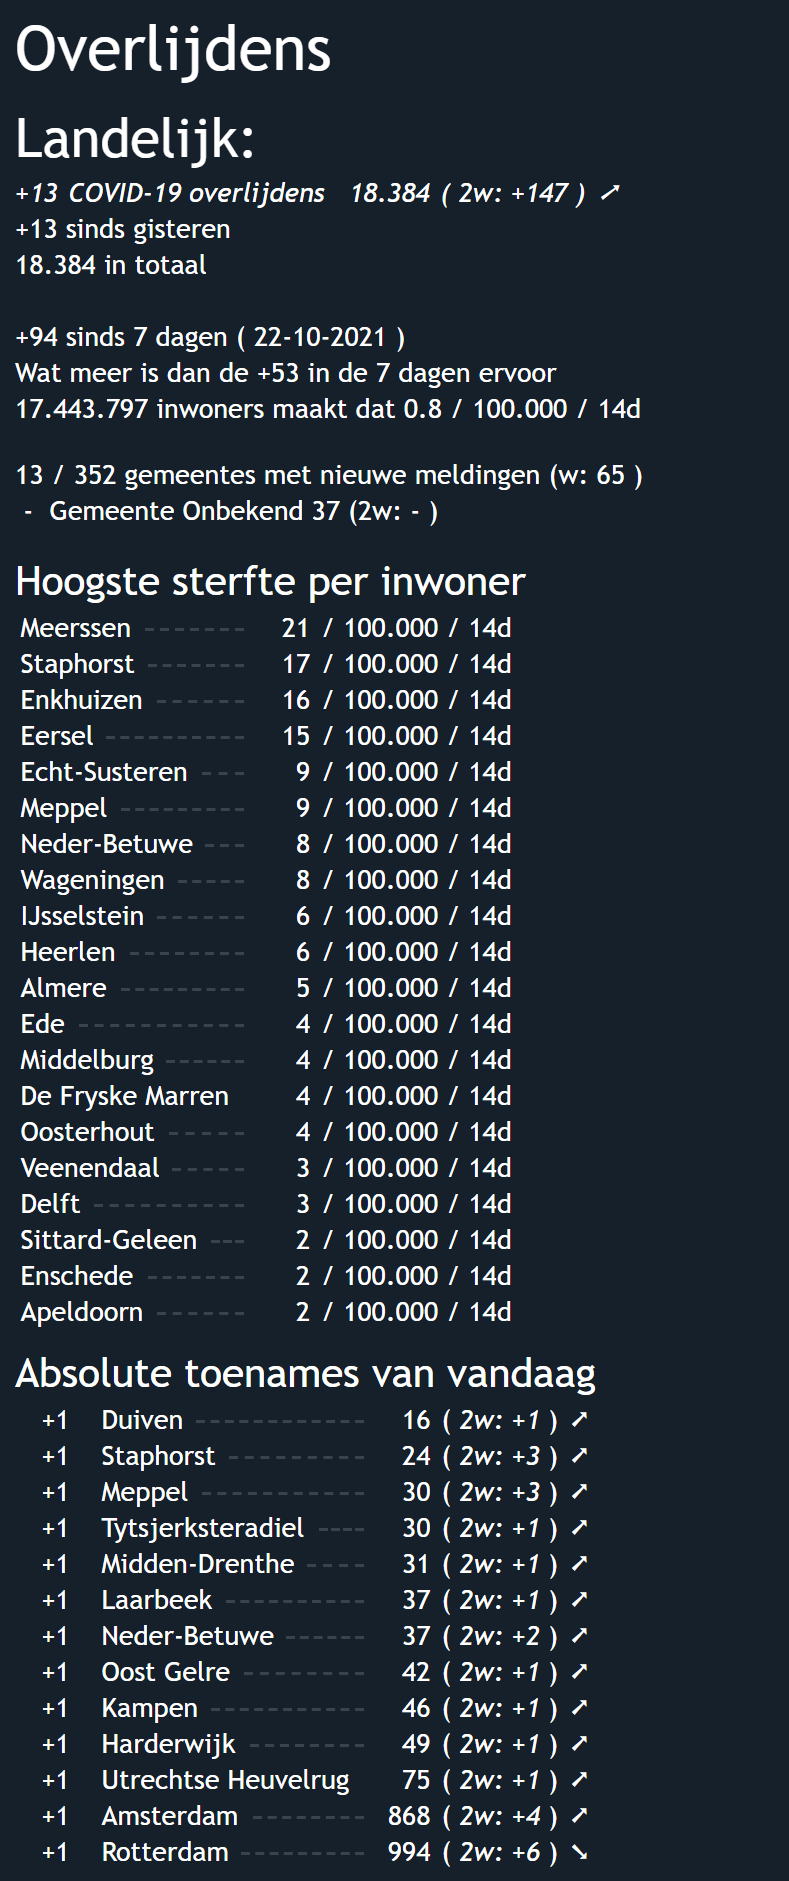 Overlijdens
Landelijk:
+13 COVID-19 overlijdens 18.384 ( 2w: +147 ) ➚
+13 sinds gisteren
18.384 in totaal
+94 sinds 7 dagen ( 22-10-2021 )
Wat meer is dan de +53 in de 7 dagen ervoor
17.443.797 inwoners maakt dat 0.8 / 100.000 / 14d
13 / 352 gemeentes met nieuwe meldingen (w: 65 )
- Gemeente Onbekend 37 (2w: - )
Hoogste sterfte per inwoner
Meerssen ------- 21 / 100.000 / 14d
Staphorst ------- 17 / 100.000 / 14d
Enkhuizen ------ 16 / 100.000 / 14d
Eersel ---------- 15 / 100.000 / 14d
Echt-Susteren --- 9 / 100.000 / 14d
Meppel --------- 9 / 100.000 / 14d
Neder-Betuwe --- 8 / 100.000 / 14d
Wageningen ----- 8 / 100.000 / 14d
IJsselstein ------ 6 / 100.000 / 14d
Heerlen -------- 6 / 100.000 / 14d
Almere --------- 5 / 100.000 / 14d
Ede ------------ 4 / 100.000 / 14d
Middelburg ------ 4 / 100.000 / 14d
De Fryske Marren 4 / 100.000 / 14d
Oosterhout ----- 4 / 100.000 / 14d
Veenendaal ----- 3 / 100.000 / 14d
Delft ----------- 3 / 100.000 / 14d
Sittard-Geleen --- 2 / 100.000 / 14d
Enschede ------- 2 / 100.000 / 14d
Apeldoorn ------ 2 / 100.000 / 14d
Absolute toenames van vandaag
+1 Duiven ------------ 16 ( 2w: +1 ) ➚
+1 Staphorst ---------- 24 ( 2w: +3 ) ➚
+1 Meppel ------------ 30 ( 2w: +3 ) ➚
+1 Tytsjerksteradiel ---- 30 ( 2w: +1 ) ➚
+1 Midden-Drenthe ---- 31 ( 2w: +1 ) ➚
+1 Laarbeek ---------- 37 ( 2w: +1 ) ➚
+1 Neder-Betuwe ------ 37 ( 2w: +2 ) ➚
+1 Oost Gelre --------- 42 ( 2w: +1 ) ➚
+1 Kampen ----------- 46 ( 2w: +1 ) ➚
+1 Harderwijk -------- 49 ( 2w: +1 ) ➚
+1 Utrechtse Heuvelrug 75 ( 2w: +1 ) ➚
+1 Amsterdam -------- 868 ( 2w: +4 ) ➚
+1 Rotterdam --------- 994 ( 2w: +6 ) ➘